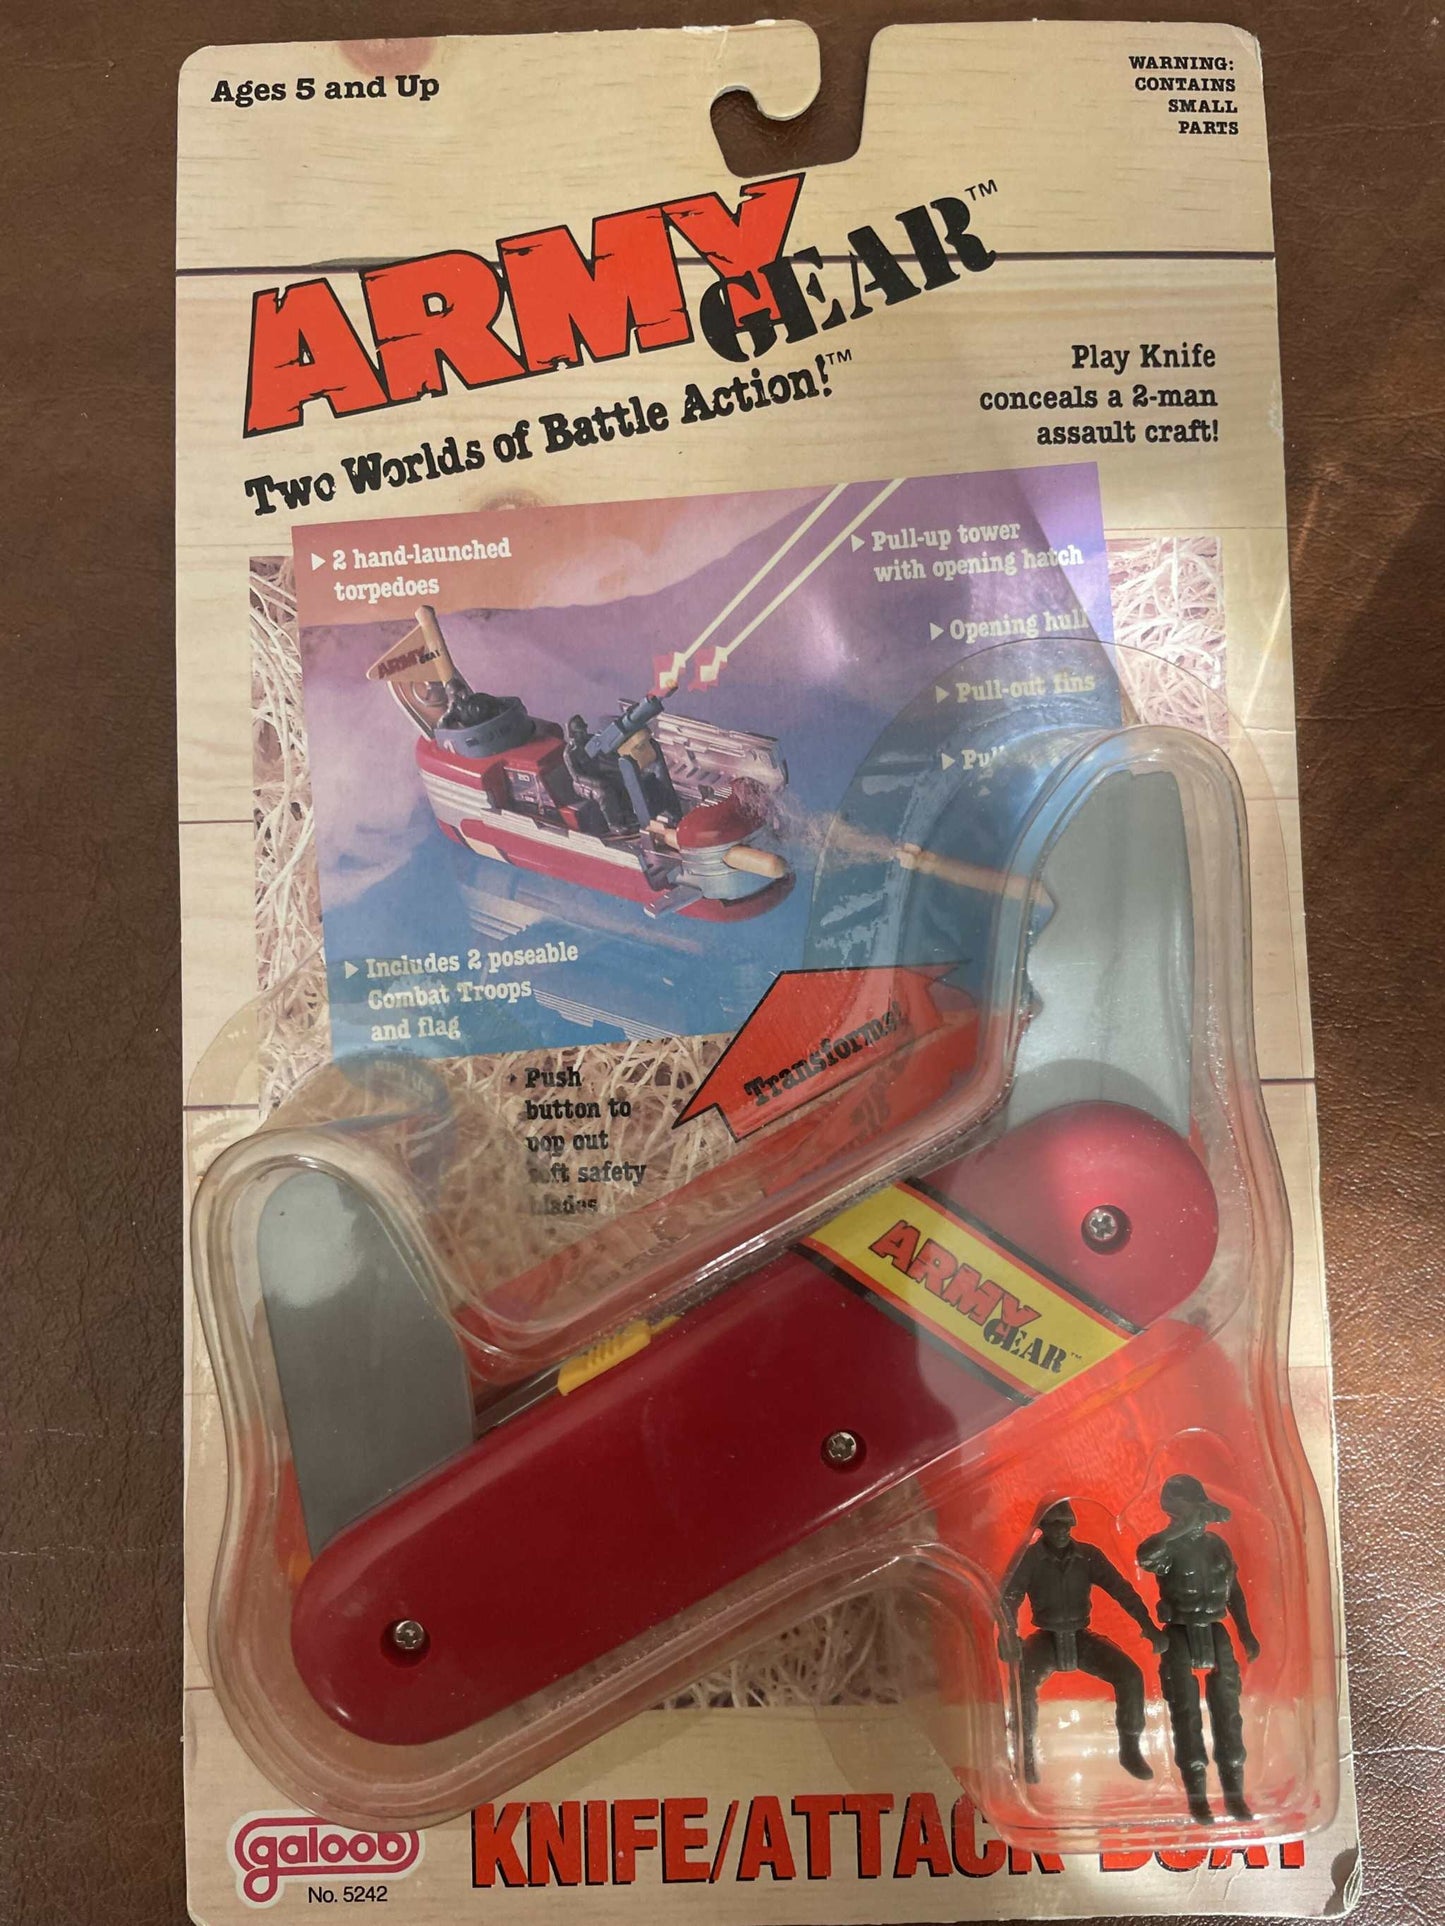 Ages 5 and Up
WARNING:
CONTAINS
SMALL
PARTS
ARMY
GEAR™
Two Worlds of Battle Action!™
Play Knife
conceals a 2-man
assault craft!
▶ 2 hand-launched
torpedoes
▶ Pull-up tower
with opening hatch
▶ Opening hull
▶ Pull-out fins
▶
ARMY
GEAR
▶ Includes 2 poseable
Combat Troops
and flag
Transforms!
Push
button to
pop out
soft safety
blades
ARMY
GEAR™
galoob
No. 5242
KNIFE/ATTACK BOAT